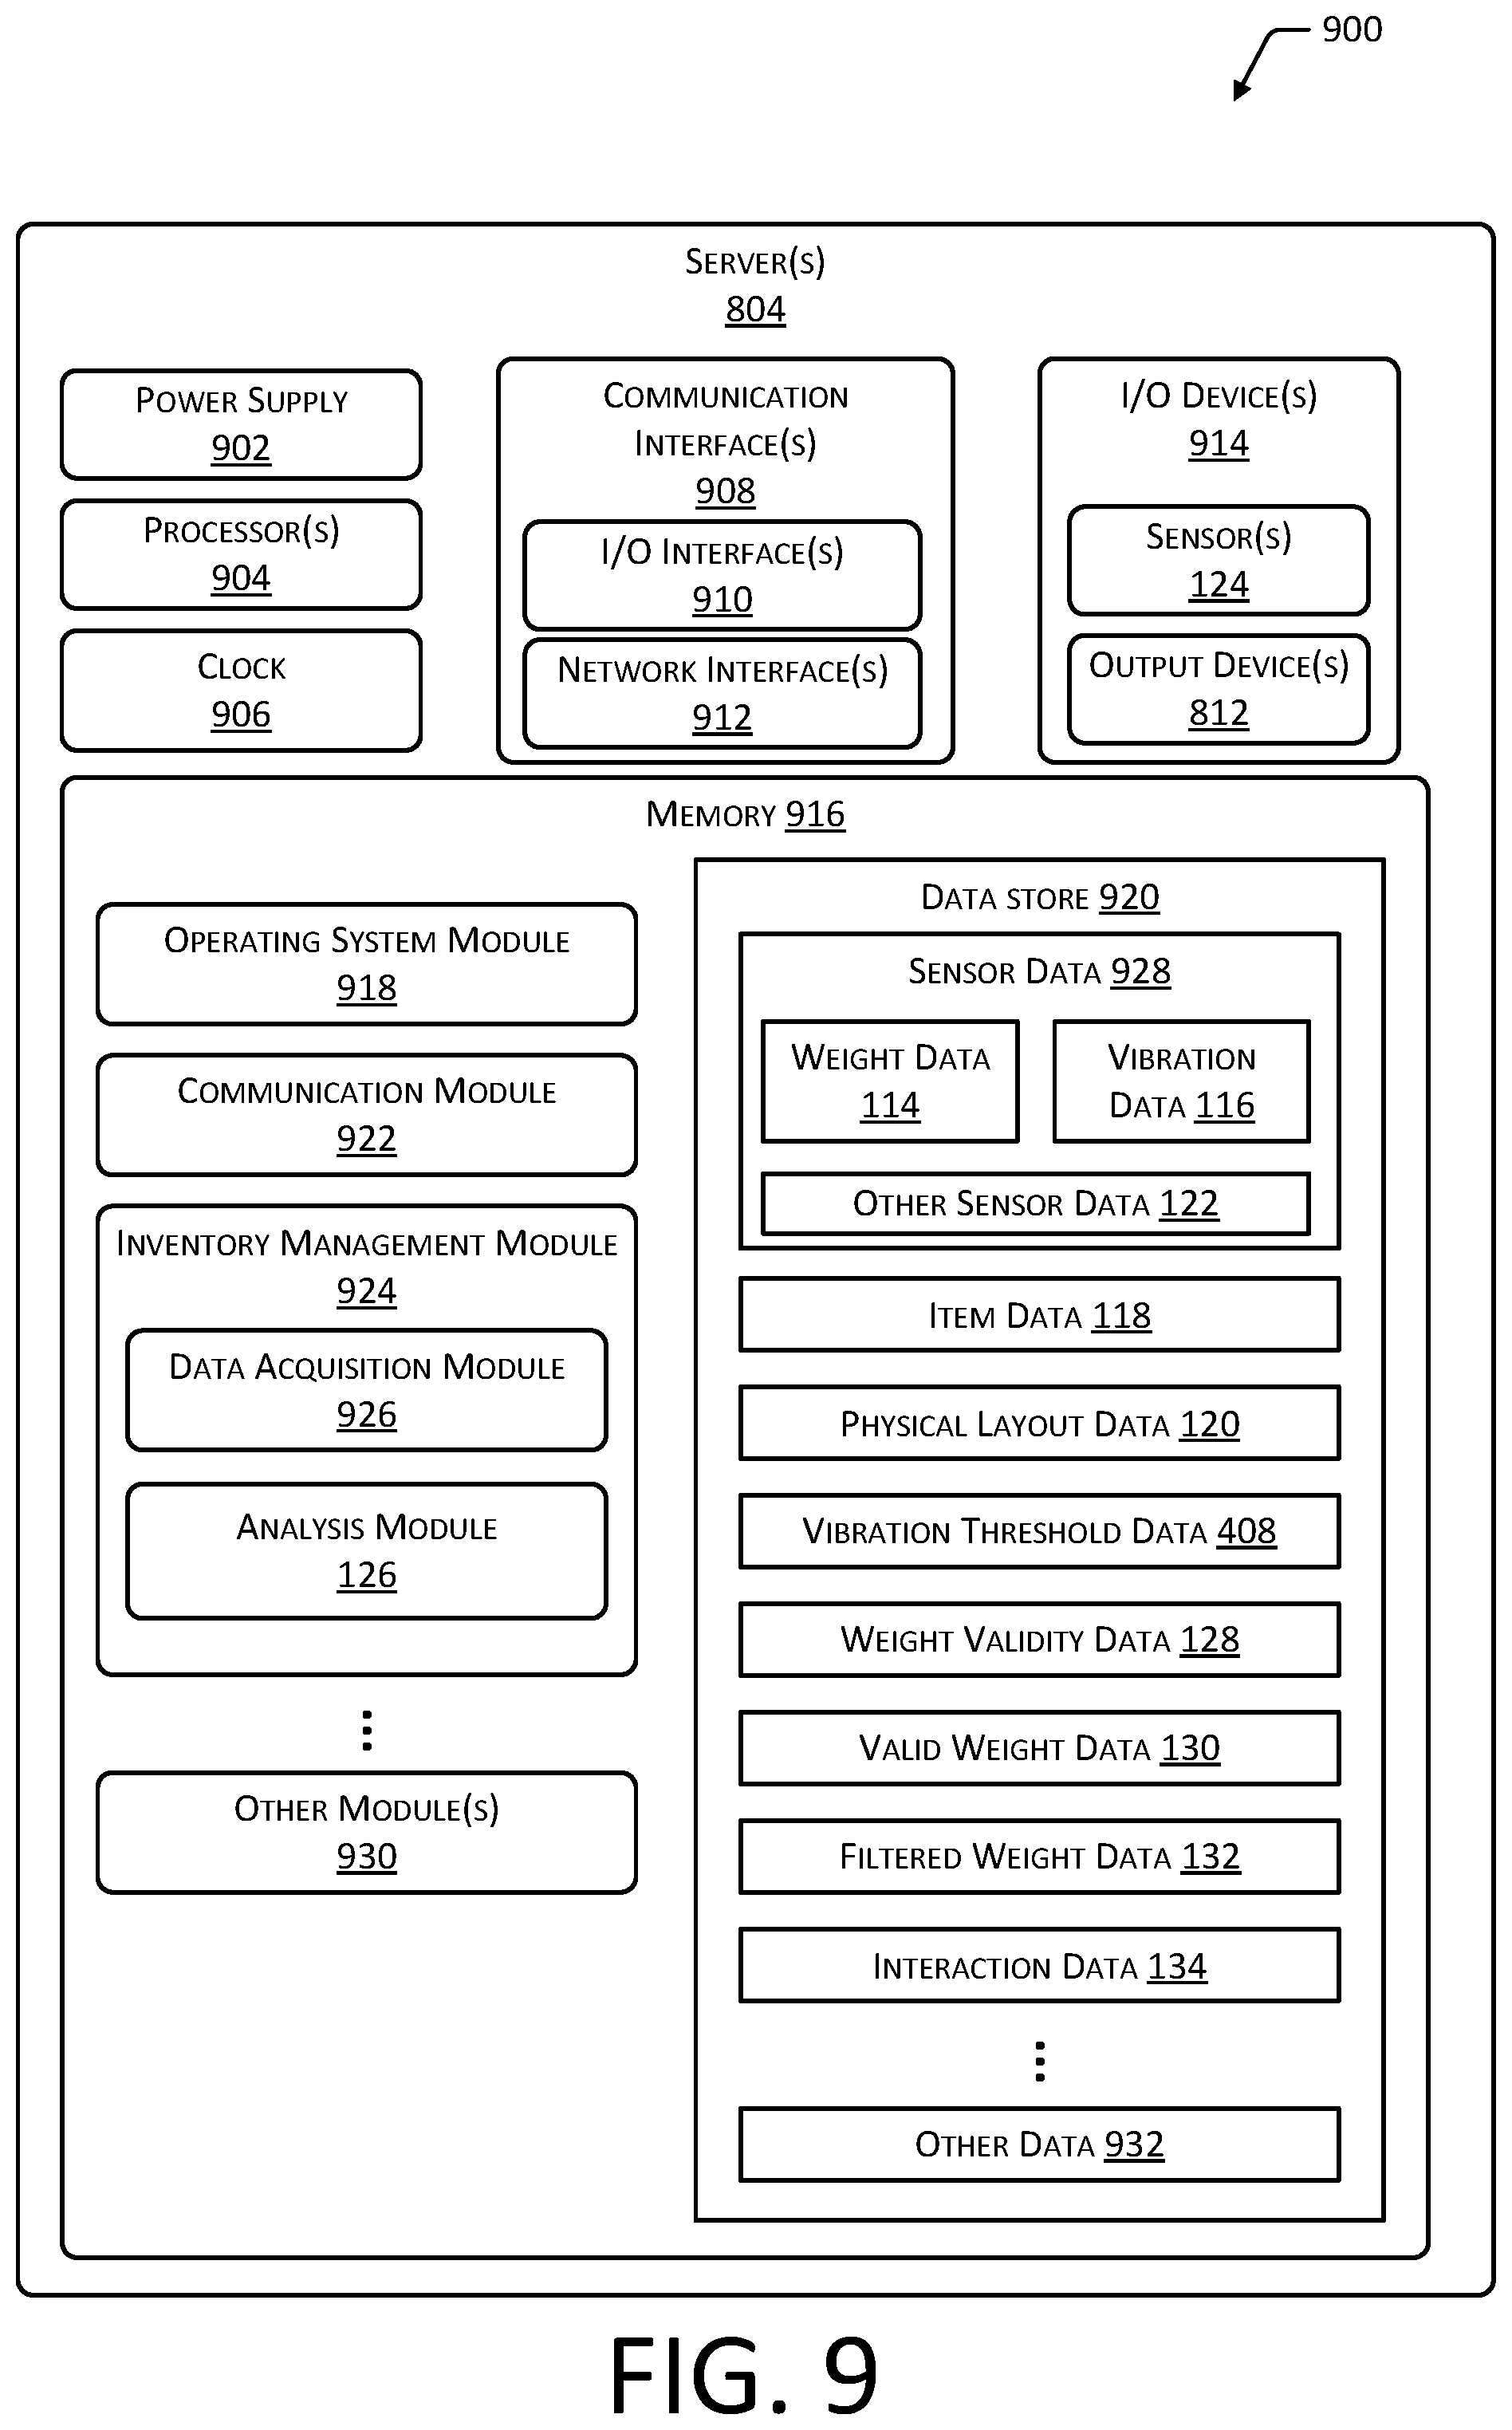 900
Server(s)
804
Power Supply
902
Processor(s)
904
Clock
906
Communication
Interface(s)
908
I/O Interface(s)
910
Network Interface(s)
912
I/O Device(s)
914
Sensor(s)
124
Output Device(s)
812
Memory 916
Operating System Module
918
Communication Module
922
Inventory Management Module
924
Data Acquisition Module
926
Analysis Module
126
Other Module(s)
930
Data store 920
Sensor Data 928
Weight Data
114
Vibration
Data 116
Other Sensor Data 122
Item Data 118
Physical Layout Data 120
Vibration Threshold Data 408
Weight Validity Data 128
Valid Weight Data 130
Filtered Weight Data 132
Interaction Data 134
Other Data 932
FIG. 9